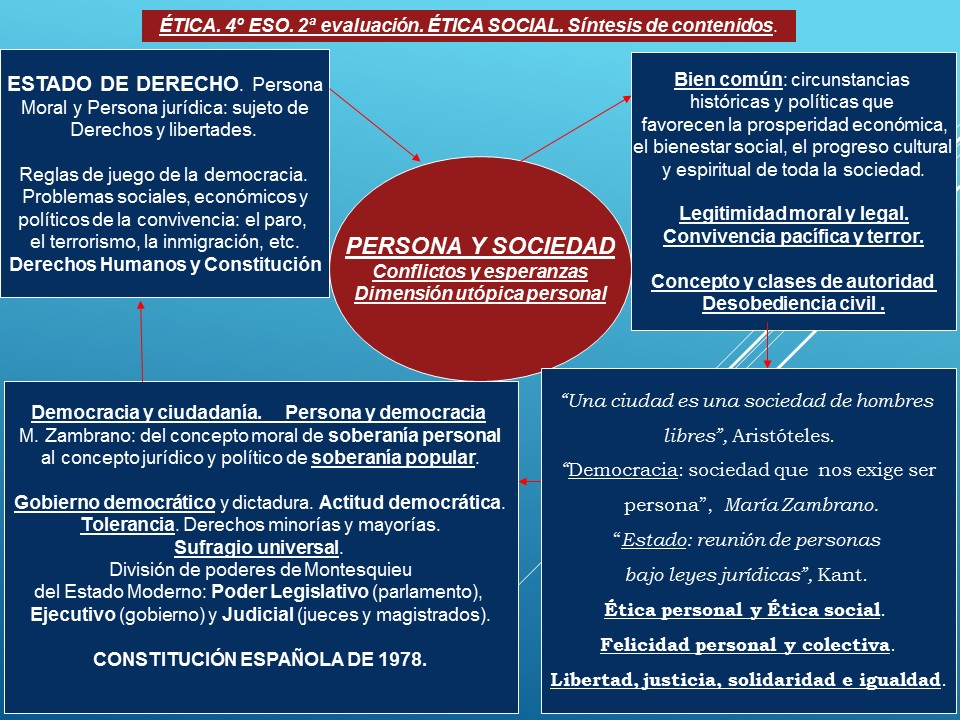 ÉTICA. 4º ESO. 2ª evaluación. ÉTICA SOCIAL. Síntesis de contenidos.
ESTADO DE DERECHO. Persona
Moral y Persona jurídica: sujeto de
Derechos y libertades.
Reglas de juego de la democracia.
Problemas sociales, económicos y
políticos de la convivencia: el paro,
el terrorismo, la inmigración, etc.
Derechos Humanos y Constitución
PERSONA Y SOCIEDAD
Conflictos y esperanzas
Dimensión utópica personal
Bien común: circunstancias
históricas y políticas que
favorecen la prosperidad económica,
el bienestar social, el progreso cultural
y espiritual de toda la sociedad.
Legitimidad moral y legal.
Convivencia pacífica y terror.
Concepto y clases de autoridad
Desobediencia civil .
“Una ciudad es una sociedad de hombres
libres”, Aristóteles.
“Democracia: sociedad que nos exige ser
persona”, María Zambrano.
“Estado: reunión de personas
bajo leyes jurídicas”, Kant.
Ética personal y Ética social.
Felicidad personal y colectiva.
Libertad, justicia, solidaridad e igualdad.
Democracia y ciudadanía. Persona y democracia
M. Zambrano: del concepto moral de soberanía personal
al concepto jurídico y político de soberanía popular.
Gobierno democrático y dictadura. Actitud democrática.
Tolerancia. Derechos minorías y mayorías.
Sufragio universal.
División de poderes de Montesquieu
del Estado Moderno: Poder Legislativo (parlamento),
Ejecutivo (gobierno) y Judicial (jueces y magistrados).
CONSTITUCIÓN ESPAÑOLA DE 1978.